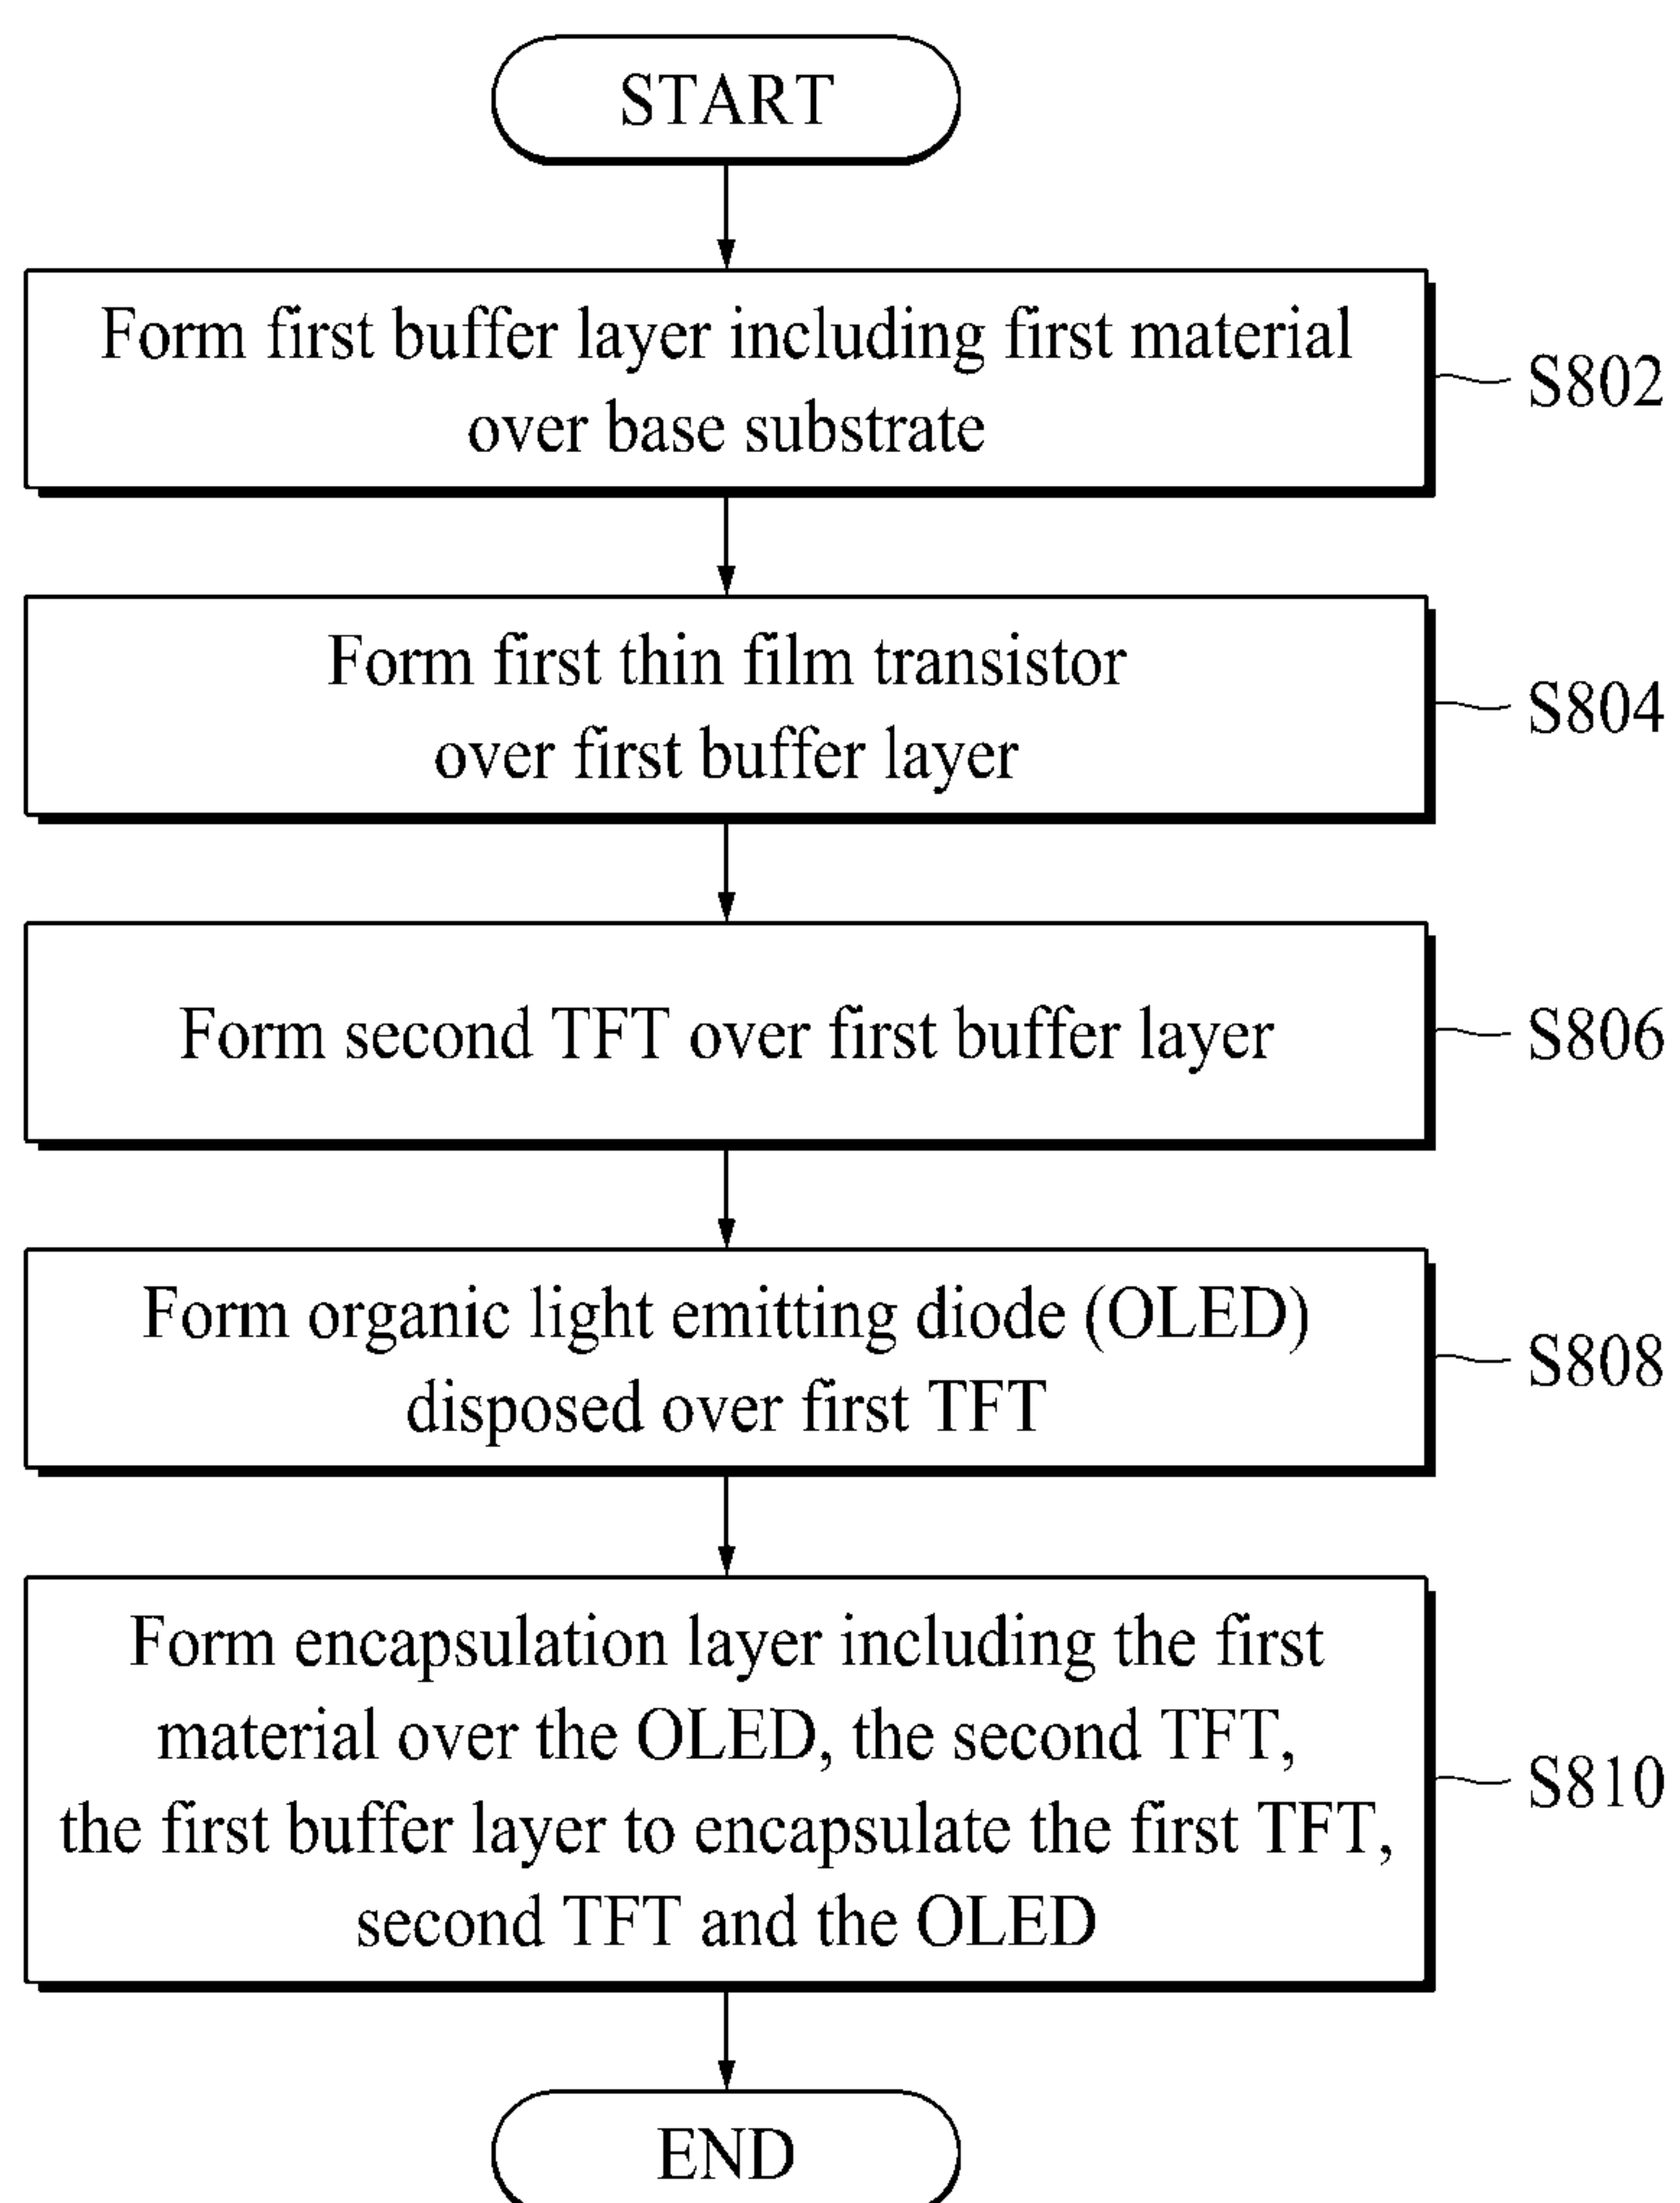 START
Form first buffer layer including first material
over base substrate
S802
Form first thin film transistor
over first buffer layer
S804
Form second TFT over first buffer layer
S806
Form organic light emitting diode (OLED)
disposed over first TFT
S808
Form encapsulation layer including the first
material over the OLED, the second TFT,
the first buffer layer to encapsulate the first TFT,
second TFT and the OLED
S810
END